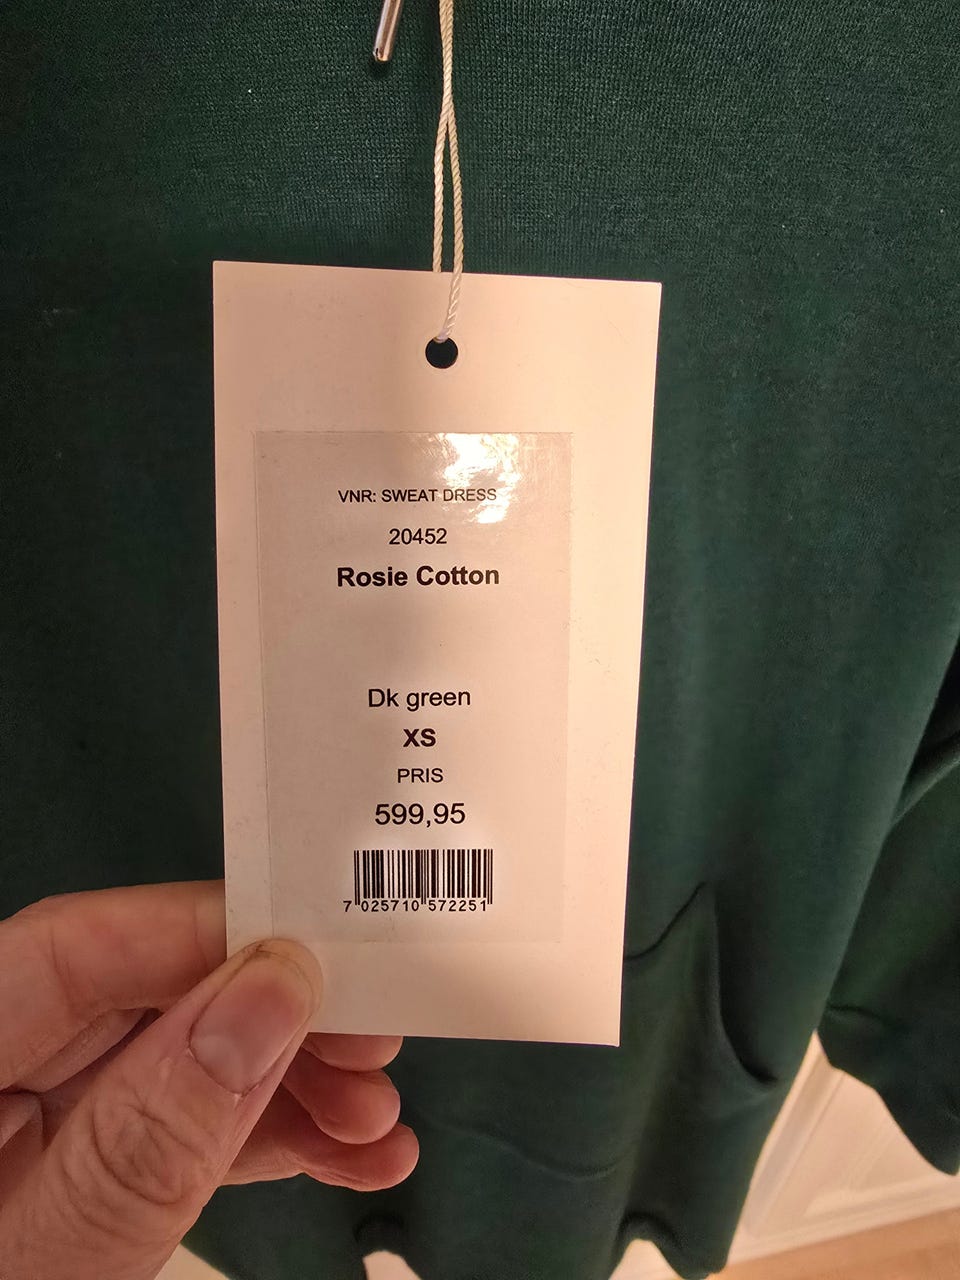 VNR: SWEAT DRESS
20452
Rosie Cotton
Dk green
XS
PRIS
599,95
7 025710 572251